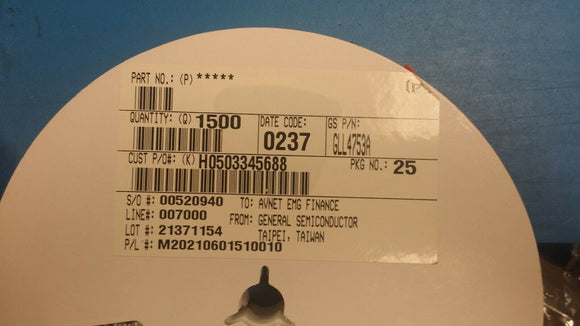 PART NO.: (P) *****
QUANTITY: (Q) 1500
DATE CODE:
0237
GS P/N:
GLL4753A
CUST P/O#: (K) H0503345688
PKG NO.: 25
S/O #: 00520940
TO: AVNET EMG FINANCE
LINE#: 007000
FROM: GENERAL SEMICONDUCTOR
LOT #: 21371154
TAIPEI, TAIWAN
P/L #: M20210601510010